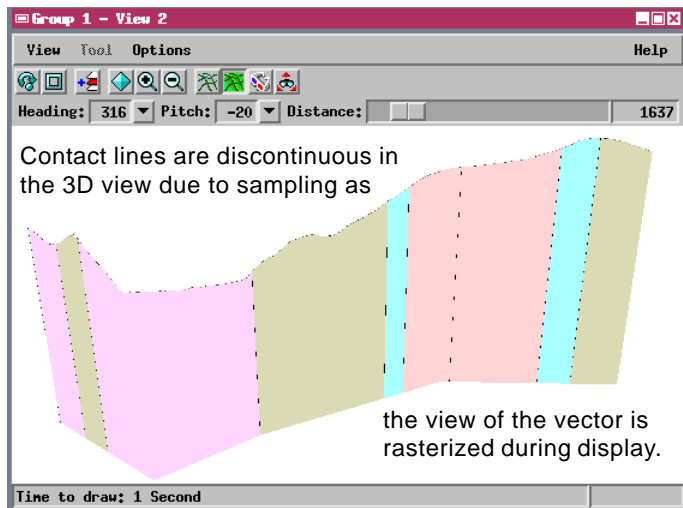 Group 1 - View 2
View Tool Options Help
Heading: 316 Pitch: -20 Distance: 1637
Contact lines are discontinuous in
the 3D view due to sampling as
the view of the vector is
rasterized during display.
Time to draw: 1 Second